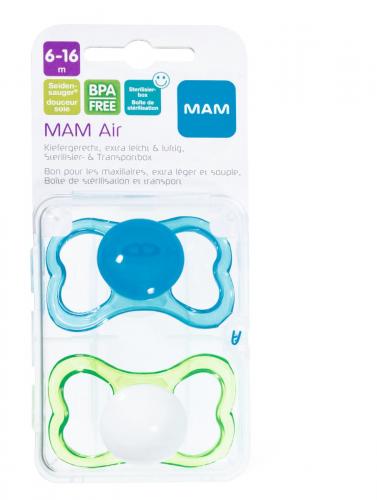 6-16
m
Seiden-
sauger®
douceur
soie
BPA
FREE
Sterilisier-
box
Boîte de
stérilisation
MAM
MAM Air
Kiefergerecht, extra leicht & luftig,
Sterilisier- & Transportbox
Bon pour les maxillaires, extra léger et souple,
Boîte de stérilisation et transport